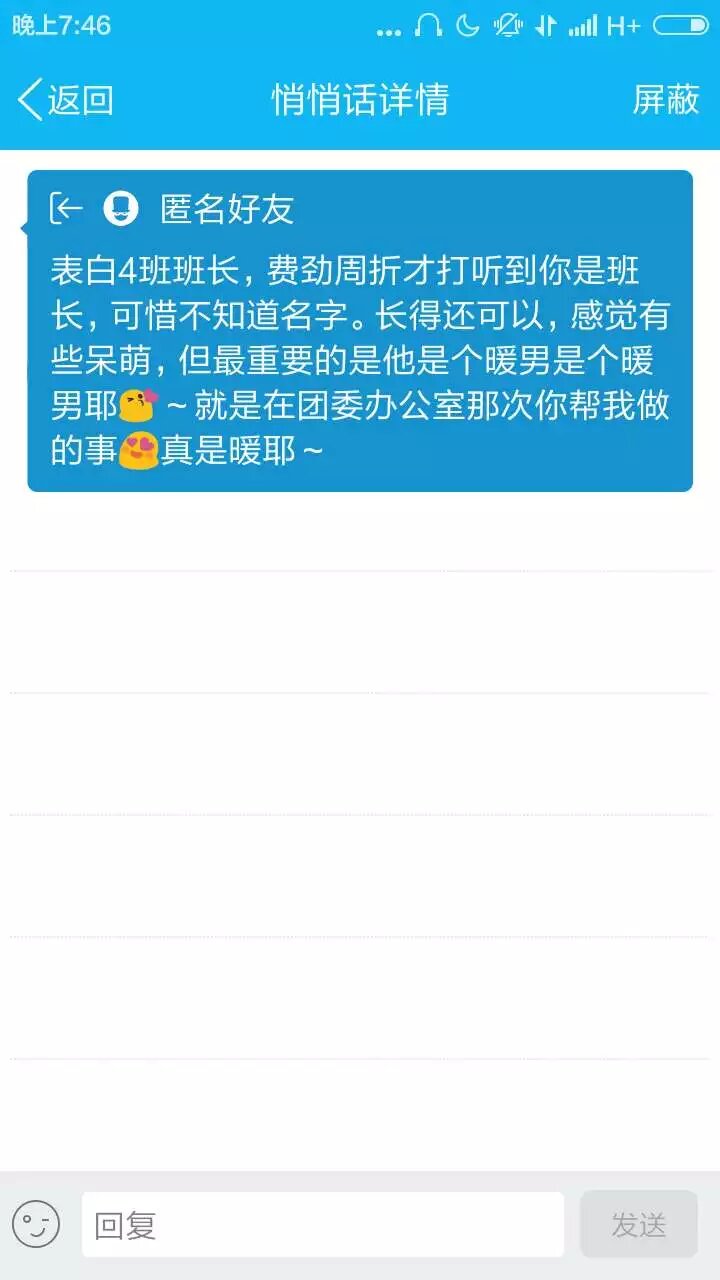 晚上7:46
H+
返回
悄悄话详情
屏蔽
匿名好友
表白4班班长，费劲周折才打听到你是班
长，可惜不知道名字。长得还可以，感觉有
些呆萌，但最重要的是他是个暖男是个暖
男耶😘～就是在团委办公室那次你帮我做
的事😍真是暖耶～
回复
发送